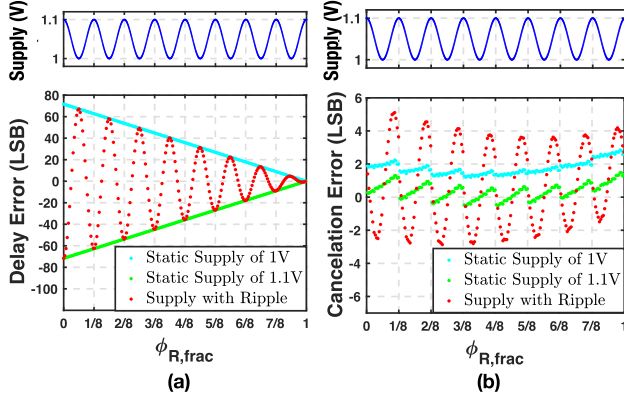 Supply (V)
1.1
1
Delay Error (LSB)
80
60
40
20
0
-20
-40
-60
-80
-100
Static Supply of 1V
Static Supply of 1.1V
Supply with Ripple
0 1/8 2/8 3/8 4/8 5/8 6/8 7/8 1
ϕR,frac
(a)
Supply (V)
1.1
1
Cancelation Error (LSB)
6
4
2
0
-2
-4
-6
Static Supply of 1V
Static Supply of 1.1V
Supply with Ripple
0 1/8 2/8 3/8 4/8 5/8 6/8 7/8 1
ϕR,frac
(b)